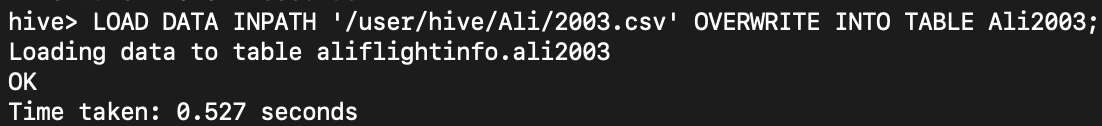 hive> LOAD DATA INPATH '/user/hive/Ali/2003.csv' OVERWRITE INTO TABLE Ali2003;
Loading data to table aliflightinfo.ali2003
OK
Time taken: 0.527 seconds